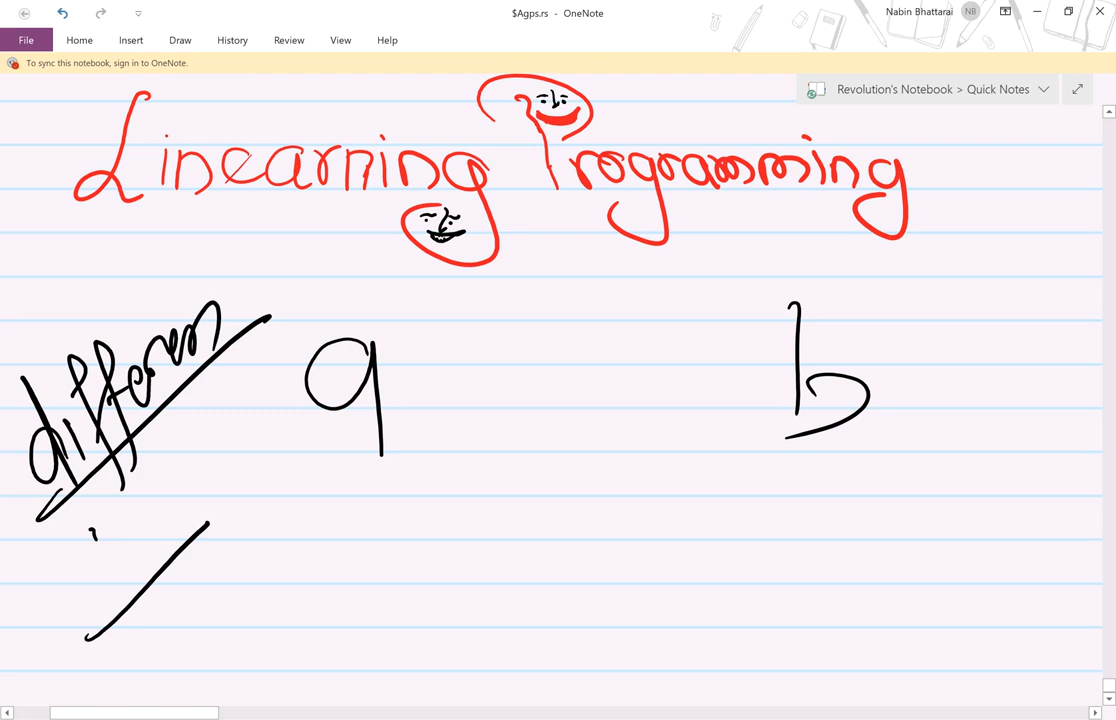 $Agps.rs - OneNote
Nabin Bhattarai NB
File Home Insert Draw History Review View Help
To sync this notebook, sign in to OneNote.
Revolution's Notebook > Quick Notes
Linearning Programming
differen
a b